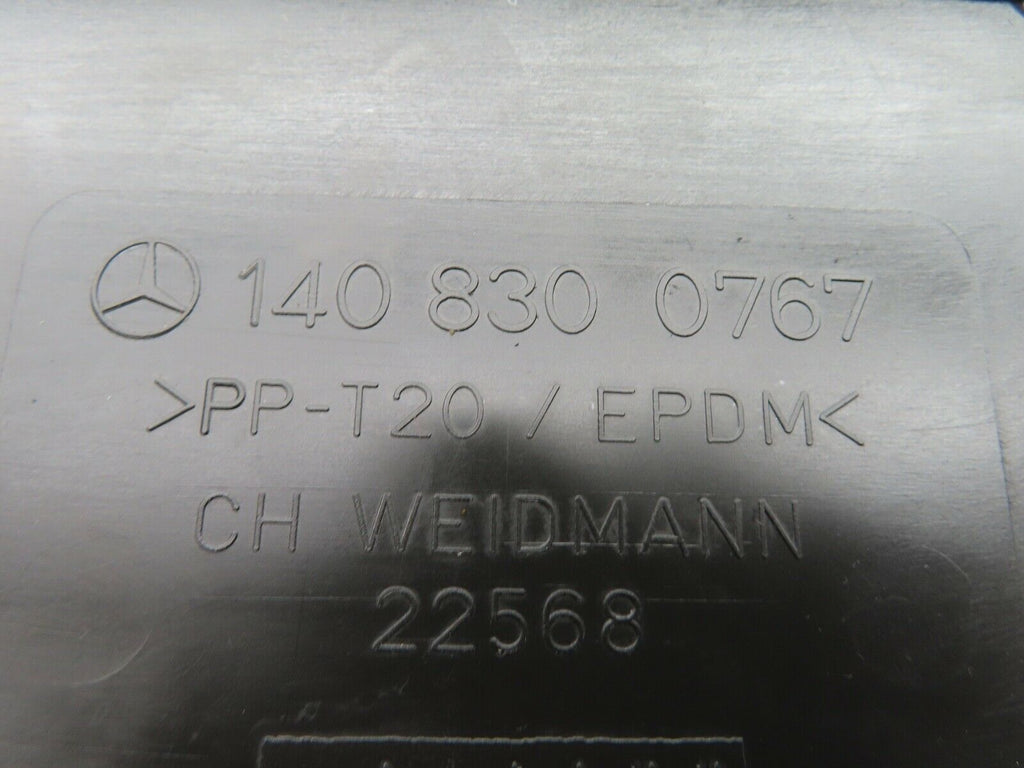 140 830 0767
>PP-T20 / EPDM<
CH WEIDMANN
22568